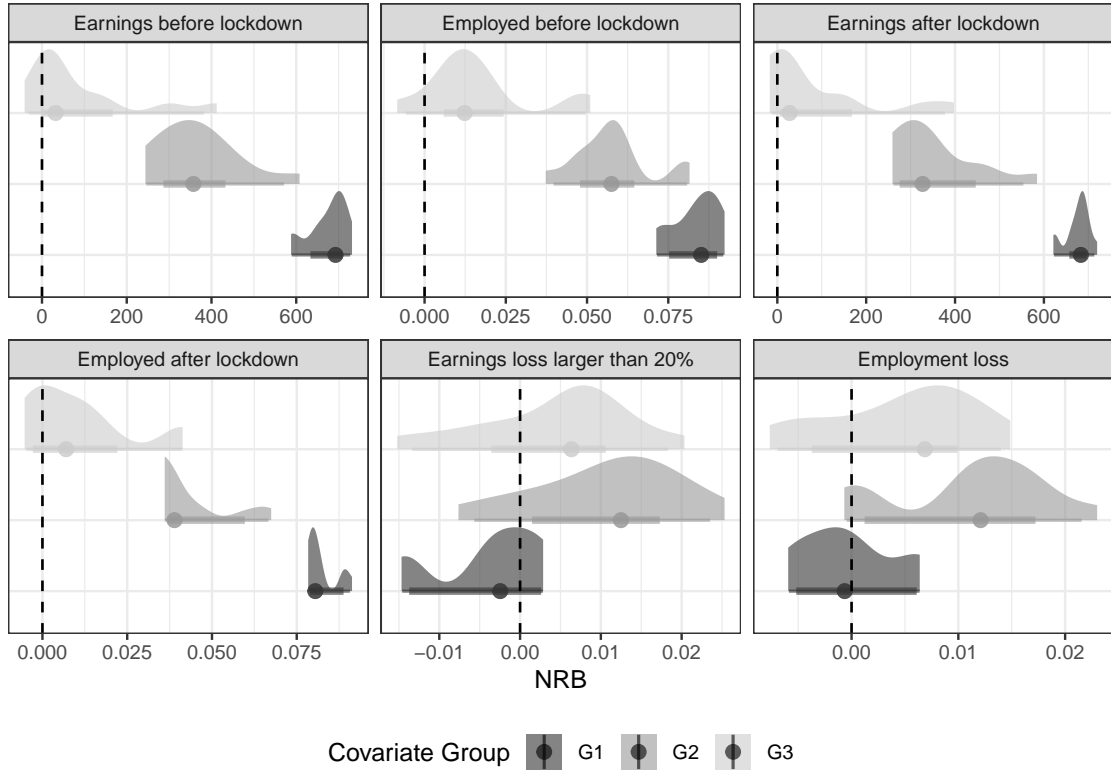 Earnings before lockdown
Employed before lockdown
Earnings after lockdown
0 200 400 600
0.000 0.025 0.050 0.075
0 200 400 600
Employed after lockdown
Earnings loss larger than 20%
Employment loss
0.000 0.025 0.050 0.075
−0.01 0.00 0.01 0.02
0.00 0.01 0.02
NRB
Covariate Group G1 G2 G3